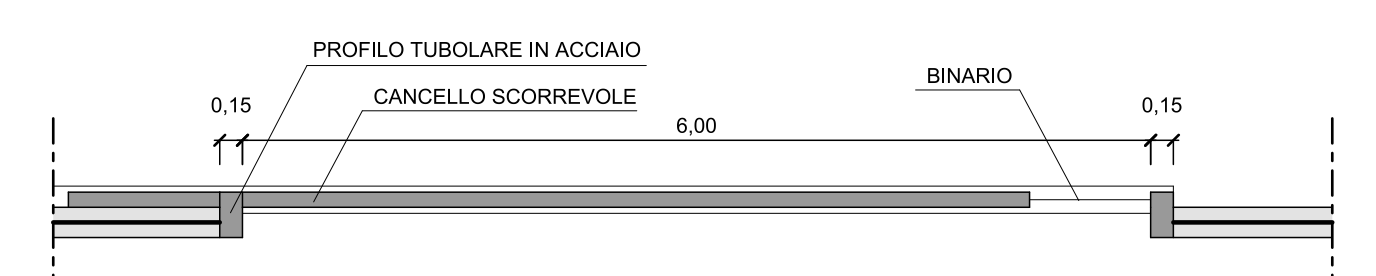 PROFILO TUBOLARE IN ACCIAIO
BINARIO
CANCELLO SCORREVOLE
0,15
0,15
6,00